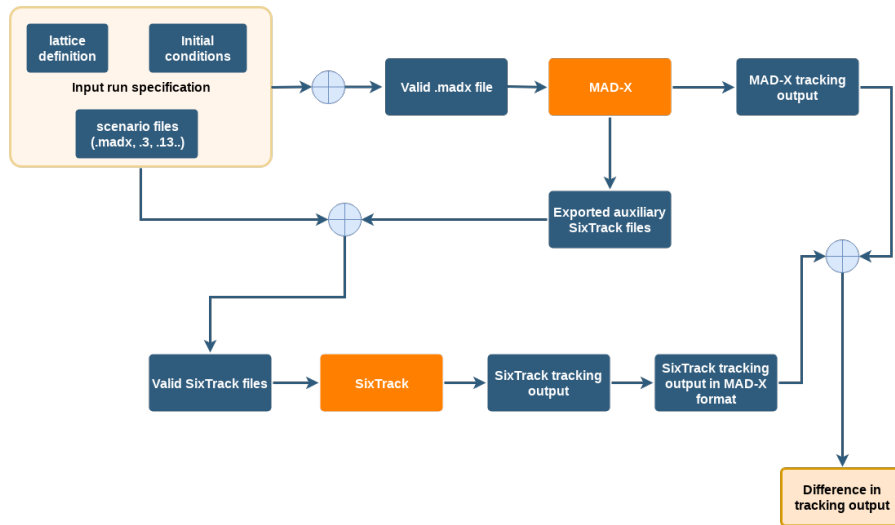 lattice
definition
Initial
conditions
Input run specification
scenario files
(.madx, .3, .13..)
Valid .madx file
MAD-X
MAD-X tracking
output
Exported auxiliary
SixTrack files
Valid SixTrack files
SixTrack
SixTrack tracking
output
SixTrack tracking
output in MAD-X
format
Difference in
tracking output